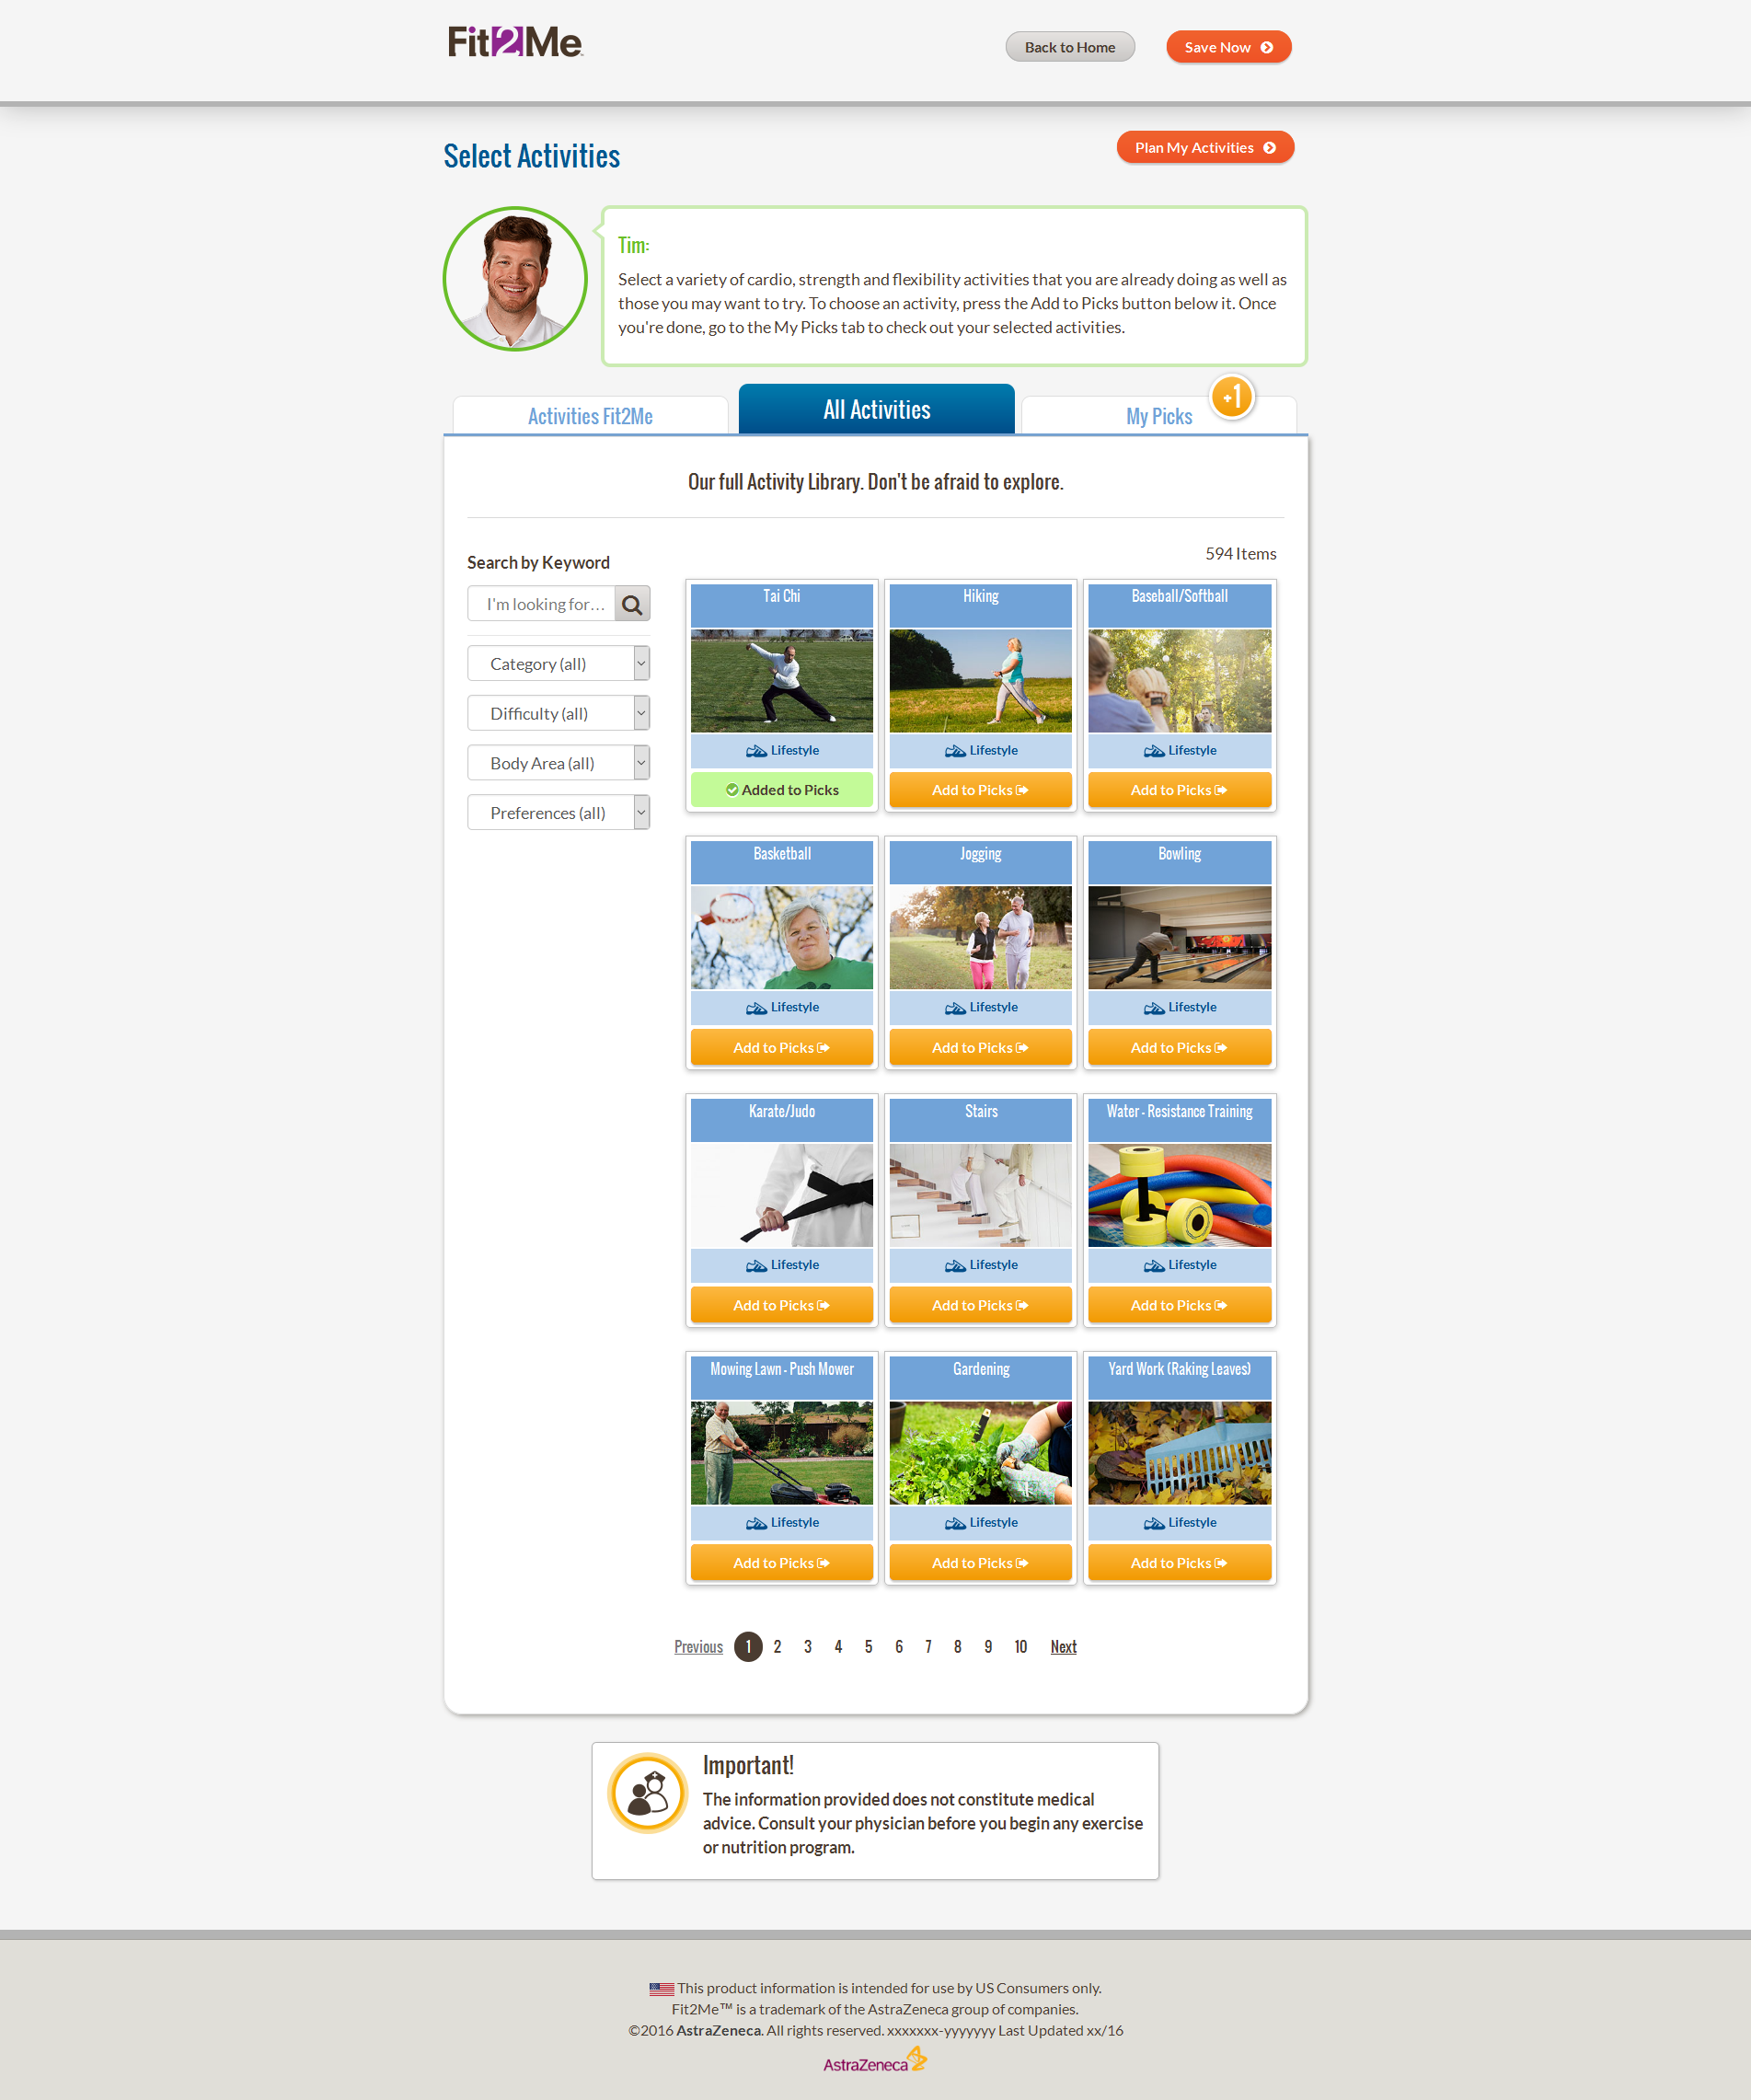 Fit2Me
Back to Home
Save Now
Select Activities
Plan My Activities
Tim:
Select a variety of cardio, strength and flexibility activities that you are already doing as well as
those you may want to try. To choose an activity, press the Add to Picks button below it. Once
you're done, go to the My Picks tab to check out your selected activities.
Activities Fit2Me
All Activities
My Picks
+1
Our full Activity Library. Don't be afraid to explore.
Search by Keyword
I'm looking for...
Category (all)
Difficulty (all)
Body Area (all)
Preferences (all)
594 Items
Tai Chi
Hiking
Baseball/Softball
Lifestyle
Lifestyle
Lifestyle
Added to Picks
Add to Picks
Add to Picks
Basketball
Jogging
Bowling
Lifestyle
Lifestyle
Lifestyle
Add to Picks
Add to Picks
Add to Picks
Karate/Judo
Stairs
Water - Resistance Training
Lifestyle
Lifestyle
Lifestyle
Add to Picks
Add to Picks
Add to Picks
Mowing Lawn - Push Mower
Gardening
Yard Work (Raking Leaves)
Lifestyle
Lifestyle
Lifestyle
Add to Picks
Add to Picks
Add to Picks
Previous 1 2 3 4 5 6 7 8 9 10 Next
Important!
The information provided does not constitute medical
advice. Consult your physician before you begin any exercise
or nutrition program.
This product information is intended for use by US Consumers only.
Fit2Me™ is a trademark of the AstraZeneca group of companies.
©2016 AstraZeneca. All rights reserved. xxxxxxx-yyyyyyy Last Updated xx/16
AstraZeneca